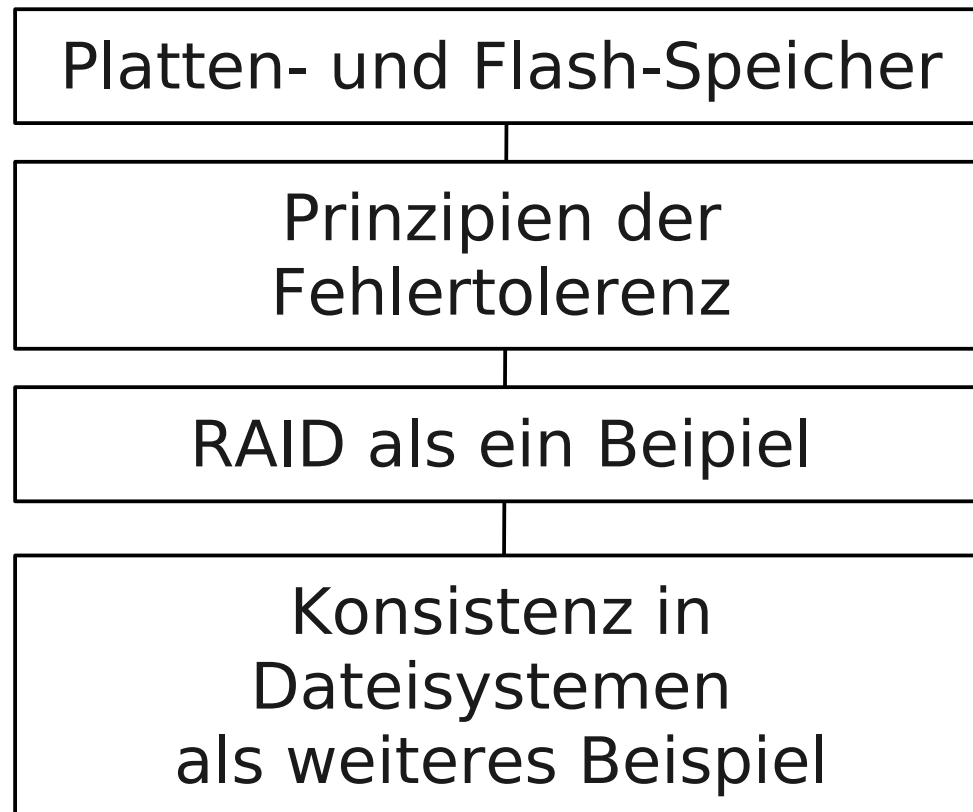 Platten- und Flash-Speicher
Prinzipien der
Fehlertolerenz
RAID als ein Beipiel
Konsistenz in
Dateisystemen
als weiteres Beispiel